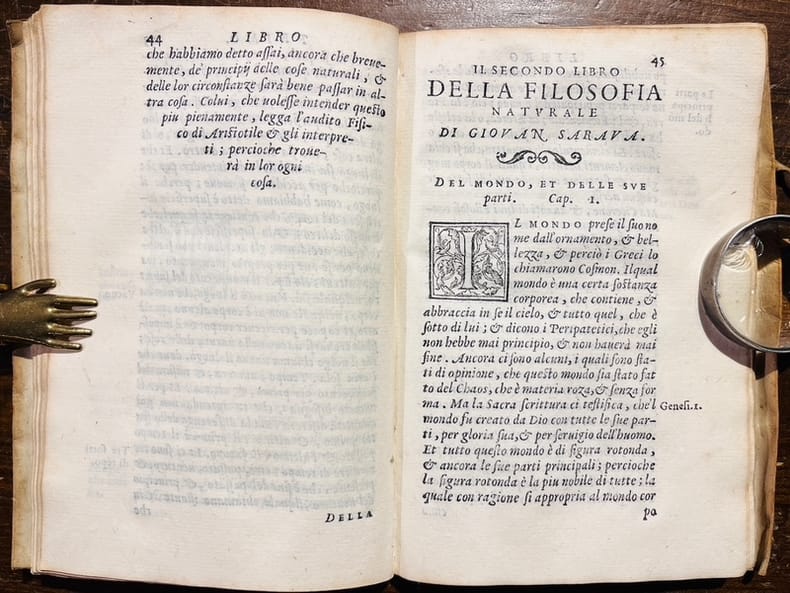 44 LIBRO
che habbiamo detto aſſai, ancora che breue-
mente, de' principij delle coſe naturali, &
delle lor circonſtanze ſarà bene paſſar in al-
tra coſa. Colui, che uoleſſe intender queſto
piu pienamente, legga l'audito Fiſi-
co di Ariſtotile & gli interpre-
ti; percioche troue-
rà in lor ogni
coſa.
DELLA
45
IL SECONDO LIBRO
DELLA FILOSOFIA
NATVRALE
DI GIOVAN SARAVA.
DEL MONDO, ET DELLE SVE
parti. Cap. 1.
IL MONDO preſe il ſuo no
me dall'ornamento, & bel-
lezza, & perciò i Greci lo
chiamarono Coſmon. Ilqual
mondo è una certa ſoſtanza
corporea, che contiene, &
abbraccia in ſe il cielo, & tutto quel, che è
ſotto di lui; & dicono i Peripatetici, che egli
non hebbe mai principio, & non hauerà mai
fine. Ancora ci ſono alcuni, i quali ſono ſta-
ti di opinione, che queſto mondo ſia ſtato fat
to del Chaos, che è materia roza, & ſenza for
ma. Ma la Sacra ſcrittura ci teſtifica, che'l Geneſ. 1.
mondo fu creato da Dio con tutte le ſue par-
ti, per gloria ſua, & per ſeruigio dell'huomo.
Et tutto queſto mondo è di figura rotonda,
& ancora le ſue parti principali; percioche
la figura rotonda è la piu nobile di tutte; la
quale con ragione ſi appropria al mondo cor
po